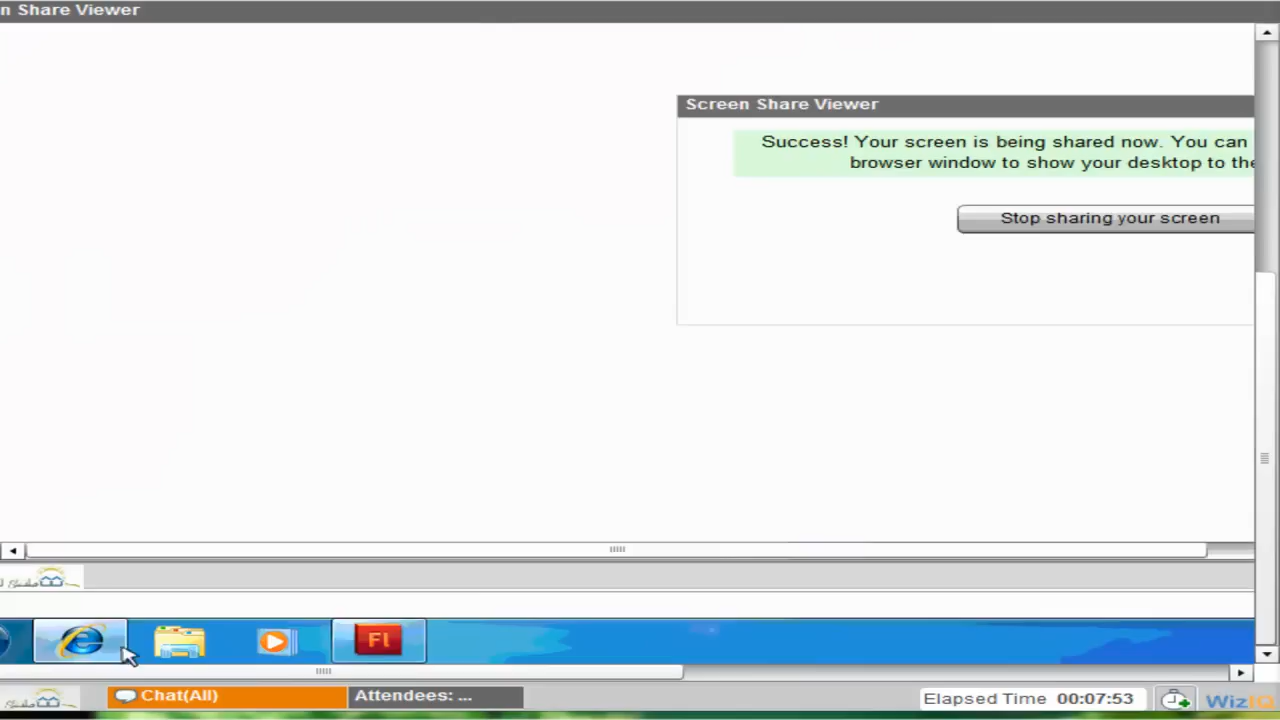 n Share Viewer
Screen Share Viewer
Success! Your screen is being shared now. You can
browser window to show your desktop to the
Stop sharing your screen
Fl
Chat(All)
Attendees: ...
Elapsed Time 00:07:53
WizIQ